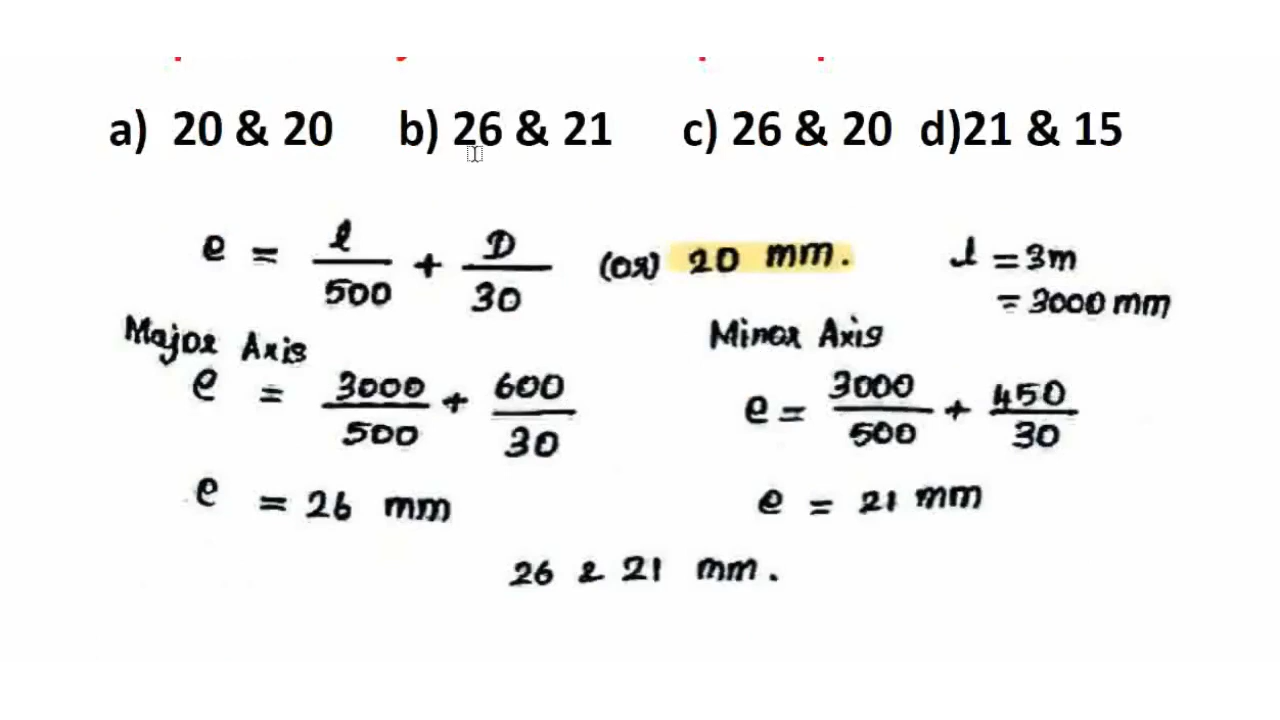 a) 20 & 20 b) 26 & 21 c) 26 & 20 d)21 & 15
e = l/500 + D/30 (or) 20 mm. l = 3m
= 3000 mm
Major Axis Minor Axis
e = 3000/500 + 600/30 e = 3000/500 + 450/30
e = 26 mm e = 21 mm
26 & 21 mm.